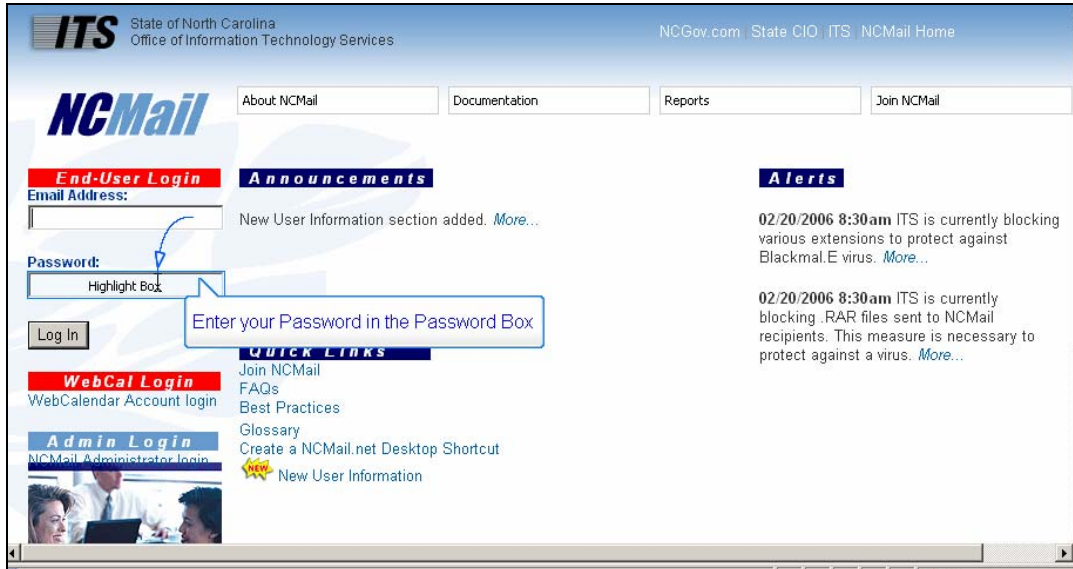 ITS State of North Carolina
Office of Information Technology Services
NCGov.com | State CIO | ITS | NCMail Home
NCMail
About NCMail
Documentation
Reports
Join NCMail
End-User Login
Email Address:
Password:
Highlight Box
Enter your Password in the Password Box
Log In
WebCal Login
WebCalendar Account login
Admin Login
NCMail Administrator login
Announcements
New User Information section added. More...
Quick Links
Join NCMail
FAQs
Best Practices
Glossary
Create a NCMail.net Desktop Shortcut
NEW New User Information
Alerts
02/20/2006 8:30am ITS is currently blocking
various extensions to protect against
Blackmal.E virus. More...
02/20/2006 8:30am ITS is currently
blocking .RAR files sent to NCMail
recipients. This measure is necessary to
protect against a virus. More...